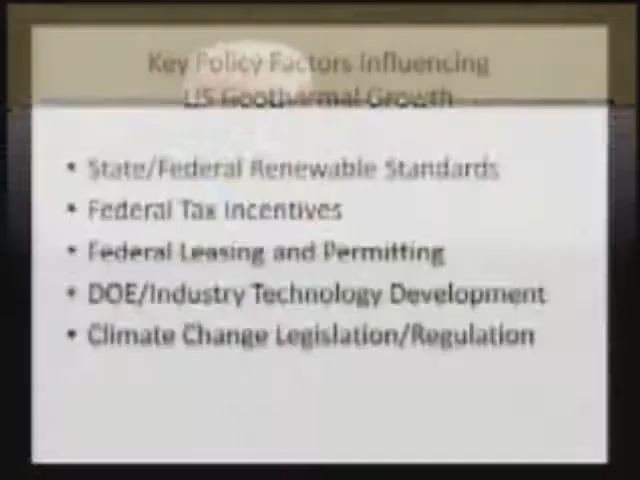 Key Policy Factors Influencing
US Geothermal Growth
• State/Federal Renewable Standards
• Federal Tax Incentives
• Federal Leasing and Permitting
• DOE/Industry Technology Development
• Climate Change Legislation/Regulation